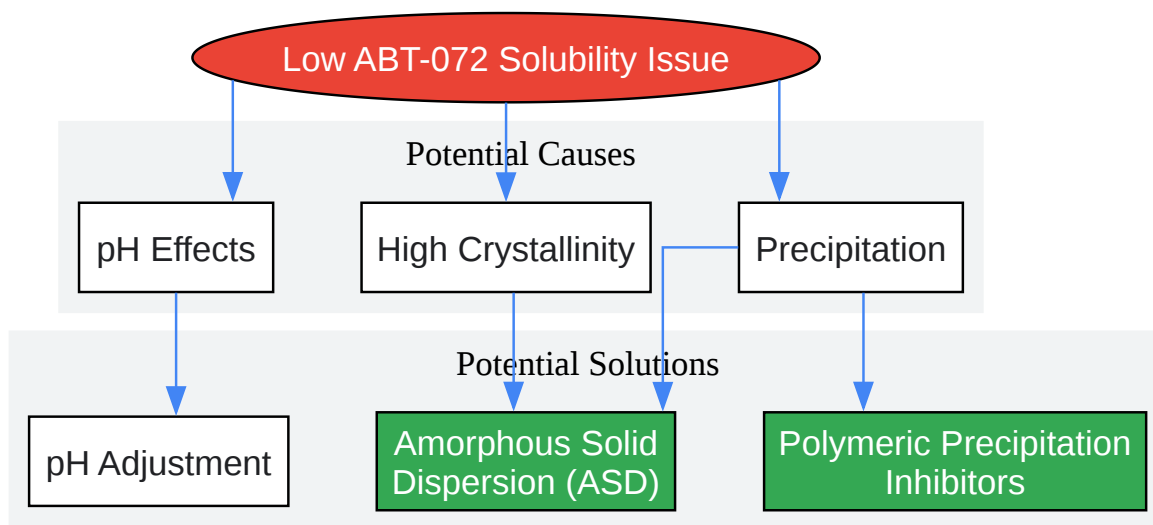 Low ABT-072 Solubility Issue
Potential Causes
pH Effects
High Crystallinity
Precipitation
Potential Solutions
pH Adjustment
Amorphous Solid
Dispersion (ASD)
Polymeric Precipitation
Inhibitors